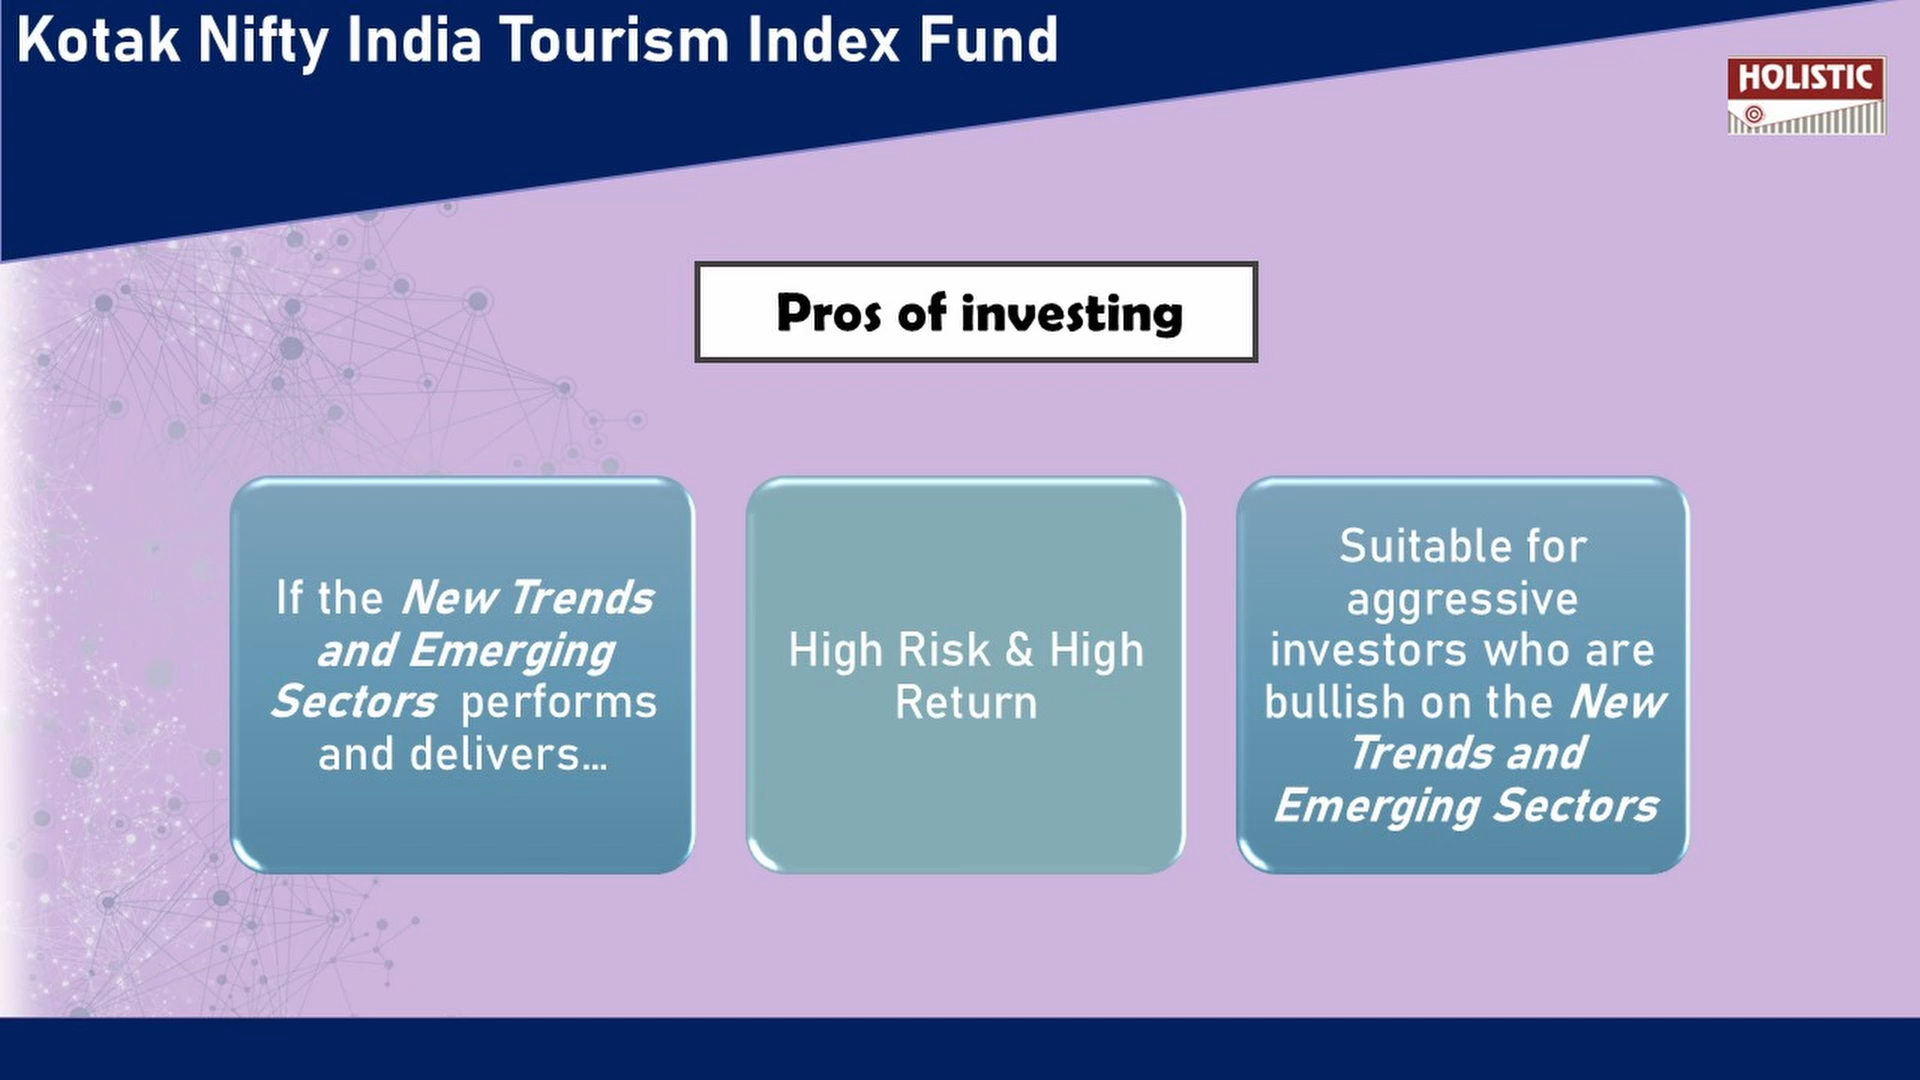 Kotak Nifty India Tourism Index Fund
HOLISTIC
Pros of investing
If the New Trends
and Emerging
Sectors performs
and delivers...
High Risk & High
Return
Suitable for
aggressive
investors who are
bullish on the New
Trends and
Emerging Sectors